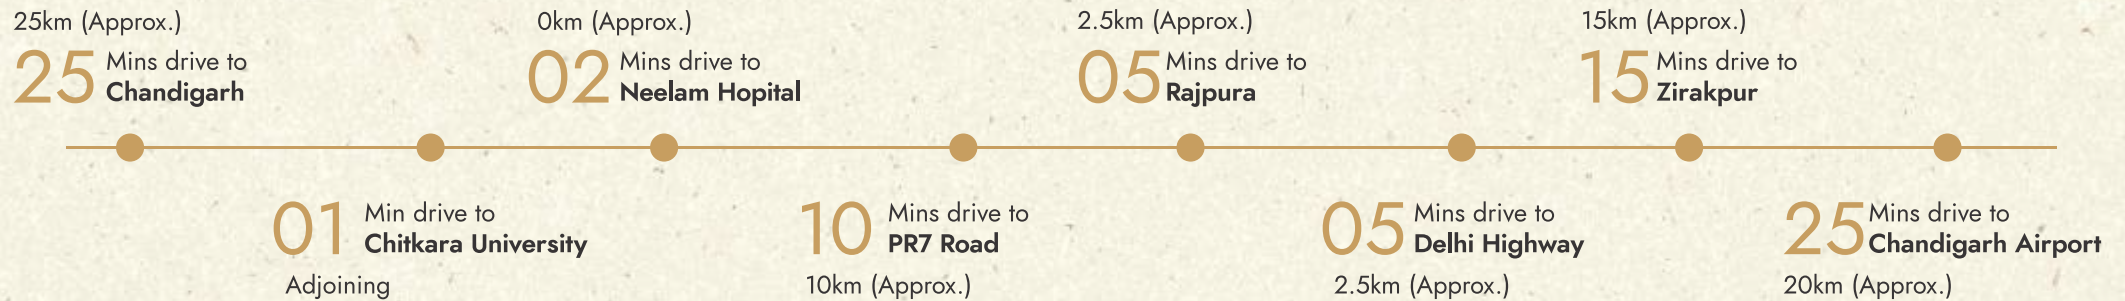 25km (Approx.)
25 Mins drive to
Chandigarh
0km (Approx.)
02 Mins drive to
Neelam Hopital
2.5km (Approx.)
05 Mins drive to
Rajpura
15km (Approx.)
15 Mins drive to
Zirakpur
01 Min drive to
Chitkara University
Adjoining
10 Mins drive to
PR7 Road
10km (Approx.)
05 Mins drive to
Delhi Highway
2.5km (Approx.)
25 Mins drive to
Chandigarh Airport
20km (Approx.)